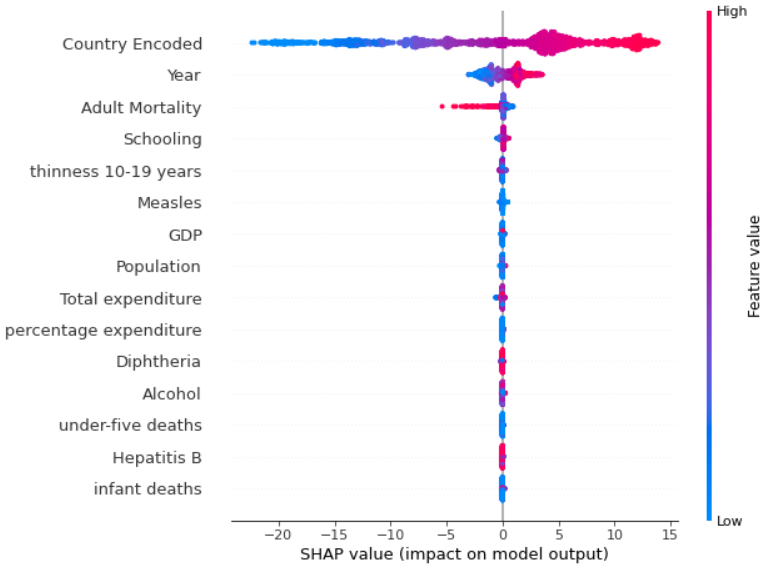 High
Country Encoded
Year
Adult Mortality
Schooling
thinness 10-19 years
Measles
GDP
Population
Total expenditure
percentage expenditure
Diphtheria
Alcohol
under-five deaths
Hepatitis B
infant deaths
Feature value
Low
−20 −15 −10 −5 0 5 10 15
SHAP value (impact on model output)